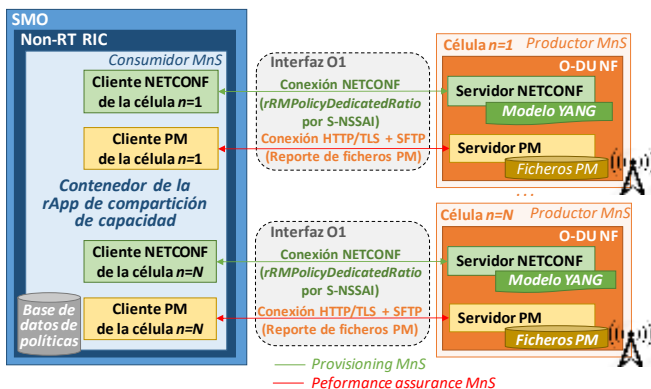 SMO
Non-RT RIC
Consumidor MnS
Cliente NETCONF
de la célula n=1
Cliente PM
de la célula n=1
Contenedor de la
rApp de compartición
de capacidad
Cliente NETCONF
de la célula n=N
Base de
datos de
políticas
Cliente PM
de la célula n=N
Interfaz O1
Conexión NETCONF
(rRMPolicyDedicatedRatio
por S-NSSAI)
Conexión HTTP/TLS + SFTP
(Reporte de ficheros PM)
Interfaz O1
Conexión NETCONF
(rRMPolicyDedicatedRatio
por S-NSSAI)
Conexión HTTP/TLS + SFTP
(Reporte de ficheros PM)
Célula n=1 Productor MnS
O-DU NF
Servidor NETCONF
Modelo YANG
Servidor PM
Ficheros PM
...
Célula n=N Productor MnS
O-DU NF
Servidor NETCONF
Modelo YANG
Servidor PM
Ficheros PM
Provisioning MnS
Peformance assurance MnS